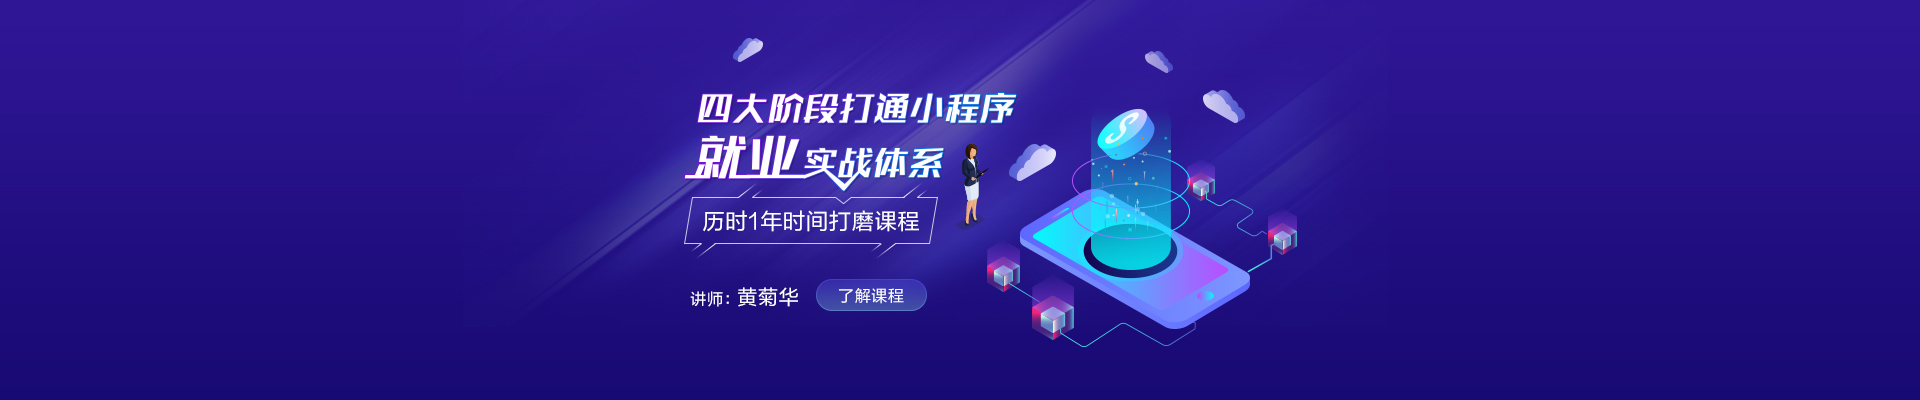 四大阶段打通小程序
就业实战体系
历时1年时间打磨课程
讲师：黄菊华
了解课程